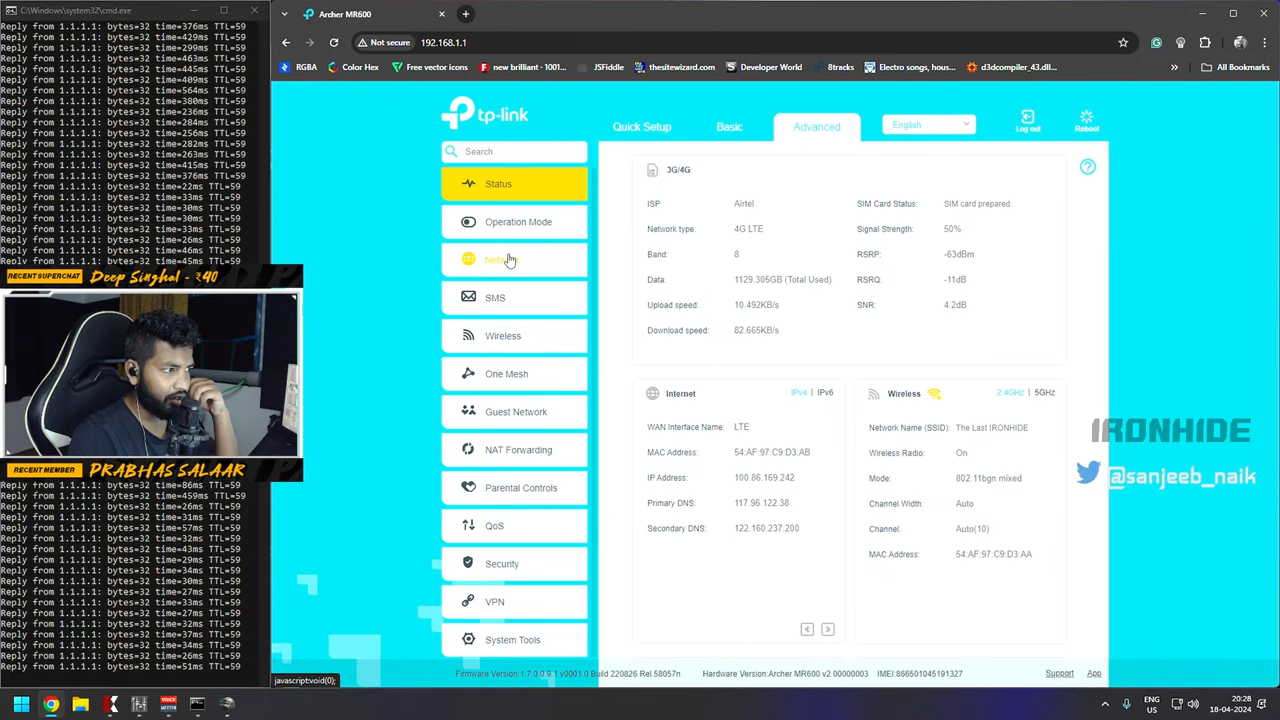 C:\Windows\system32\cmd.exe
Reply from 1.1.1.1: bytes=32 time=376ms TTL=59
Reply from 1.1.1.1: bytes=32 time=429ms TTL=59
Reply from 1.1.1.1: bytes=32 time=299ms TTL=59
Reply from 1.1.1.1: bytes=32 time=463ms TTL=59
Reply from 1.1.1.1: bytes=32 time=445ms TTL=59
Reply from 1.1.1.1: bytes=32 time=409ms TTL=59
Reply from 1.1.1.1: bytes=32 time=564ms TTL=59
Reply from 1.1.1.1: bytes=32 time=380ms TTL=59
Reply from 1.1.1.1: bytes=32 time=236ms TTL=59
Reply from 1.1.1.1: bytes=32 time=284ms TTL=59
Reply from 1.1.1.1: bytes=32 time=256ms TTL=59
Reply from 1.1.1.1: bytes=32 time=282ms TTL=59
Reply from 1.1.1.1: bytes=32 time=263ms TTL=59
Reply from 1.1.1.1: bytes=32 time=415ms TTL=59
Reply from 1.1.1.1: bytes=32 time=376ms TTL=59
Reply from 1.1.1.1: bytes=32 time=22ms TTL=59
Reply from 1.1.1.1: bytes=32 time=33ms TTL=59
Reply from 1.1.1.1: bytes=32 time=30ms TTL=59
Reply from 1.1.1.1: bytes=32 time=30ms TTL=59
Reply from 1.1.1.1: bytes=32 time=33ms TTL=59
Reply from 1.1.1.1: bytes=32 time=26ms TTL=59
Reply from 1.1.1.1: bytes=32 time=46ms TTL=59
Reply from 1.1.1.1: bytes=32 time=45ms TTL=59
RECENT SUPERCHAT Deep Singhal - ₹40
RECENT MEMBER PRABHAS SALAAR
Reply from 1.1.1.1: bytes=32 time=86ms TTL=59
Reply from 1.1.1.1: bytes=32 time=459ms TTL=59
Reply from 1.1.1.1: bytes=32 time=26ms TTL=59
Reply from 1.1.1.1: bytes=32 time=31ms TTL=59
Reply from 1.1.1.1: bytes=32 time=57ms TTL=59
Reply from 1.1.1.1: bytes=32 time=32ms TTL=59
Reply from 1.1.1.1: bytes=32 time=43ms TTL=59
Reply from 1.1.1.1: bytes=32 time=29ms TTL=59
Reply from 1.1.1.1: bytes=32 time=34ms TTL=59
Reply from 1.1.1.1: bytes=32 time=30ms TTL=59
Reply from 1.1.1.1: bytes=32 time=27ms TTL=59
Reply from 1.1.1.1: bytes=32 time=33ms TTL=59
Reply from 1.1.1.1: bytes=32 time=27ms TTL=59
Reply from 1.1.1.1: bytes=32 time=32ms TTL=59
Reply from 1.1.1.1: bytes=32 time=37ms TTL=59
Reply from 1.1.1.1: bytes=32 time=34ms TTL=59
Reply from 1.1.1.1: bytes=32 time=26ms TTL=59
Reply from 1.1.1.1: bytes=32 time=51ms TTL=59
Archer MR600
Not secure 192.168.1.1
RGBA Color Hex Free vector icons new brilliant - 1001... JSFiddle thesitewizard.com Developer World 8tracks Electro songs, hous... d3dcompiler_43.dll... All Bookmarks
tp-link
Quick Setup Basic Advanced English Log out Reboot
Search
Status
Operation Mode
SMS
Wireless
One Mesh
Guest Network
NAT Forwarding
Parental Controls
QoS
Security
VPN
System Tools
3G/4G
ISP Airtel SIM Card Status: SIM card prepared.
Network type: 4G LTE Signal Strength: 50%
Band: 8 RSRP: -63dBm
Data: 1129.305GB (Total Used) RSRQ: -11dB
Upload speed: 10.492KB/s SNR: 4.2dB
Download speed: 82.665KB/s
Internet IPv4 | IPv6
WAN Interface Name: LTE
MAC Address: 54:AF:97:C9:D3:AB
IP Address: 100.86.169.242
Primary DNS: 117.96.122.38
Secondary DNS: 122.160.237.200
Wireless 2.4GHz | 5GHz
Network Name (SSID): The Last IRONHIDE
Wireless Radio: On
Mode: 802.11bgn mixed
Channel Width: Auto
Channel: Auto(10)
MAC Address: 54:AF:97:C9:D3:AA
IRONHIDE
@sanjeeb_naik
Firmware Version:1.7.0 0.9.1 v0001.0 Build 220826 Rel.58057n Hardware Version:Archer MR600 v2 00000003 IMEI:866501045191327 Support App
javascript:void(0);
ENG
US
20:28
18-04-2024